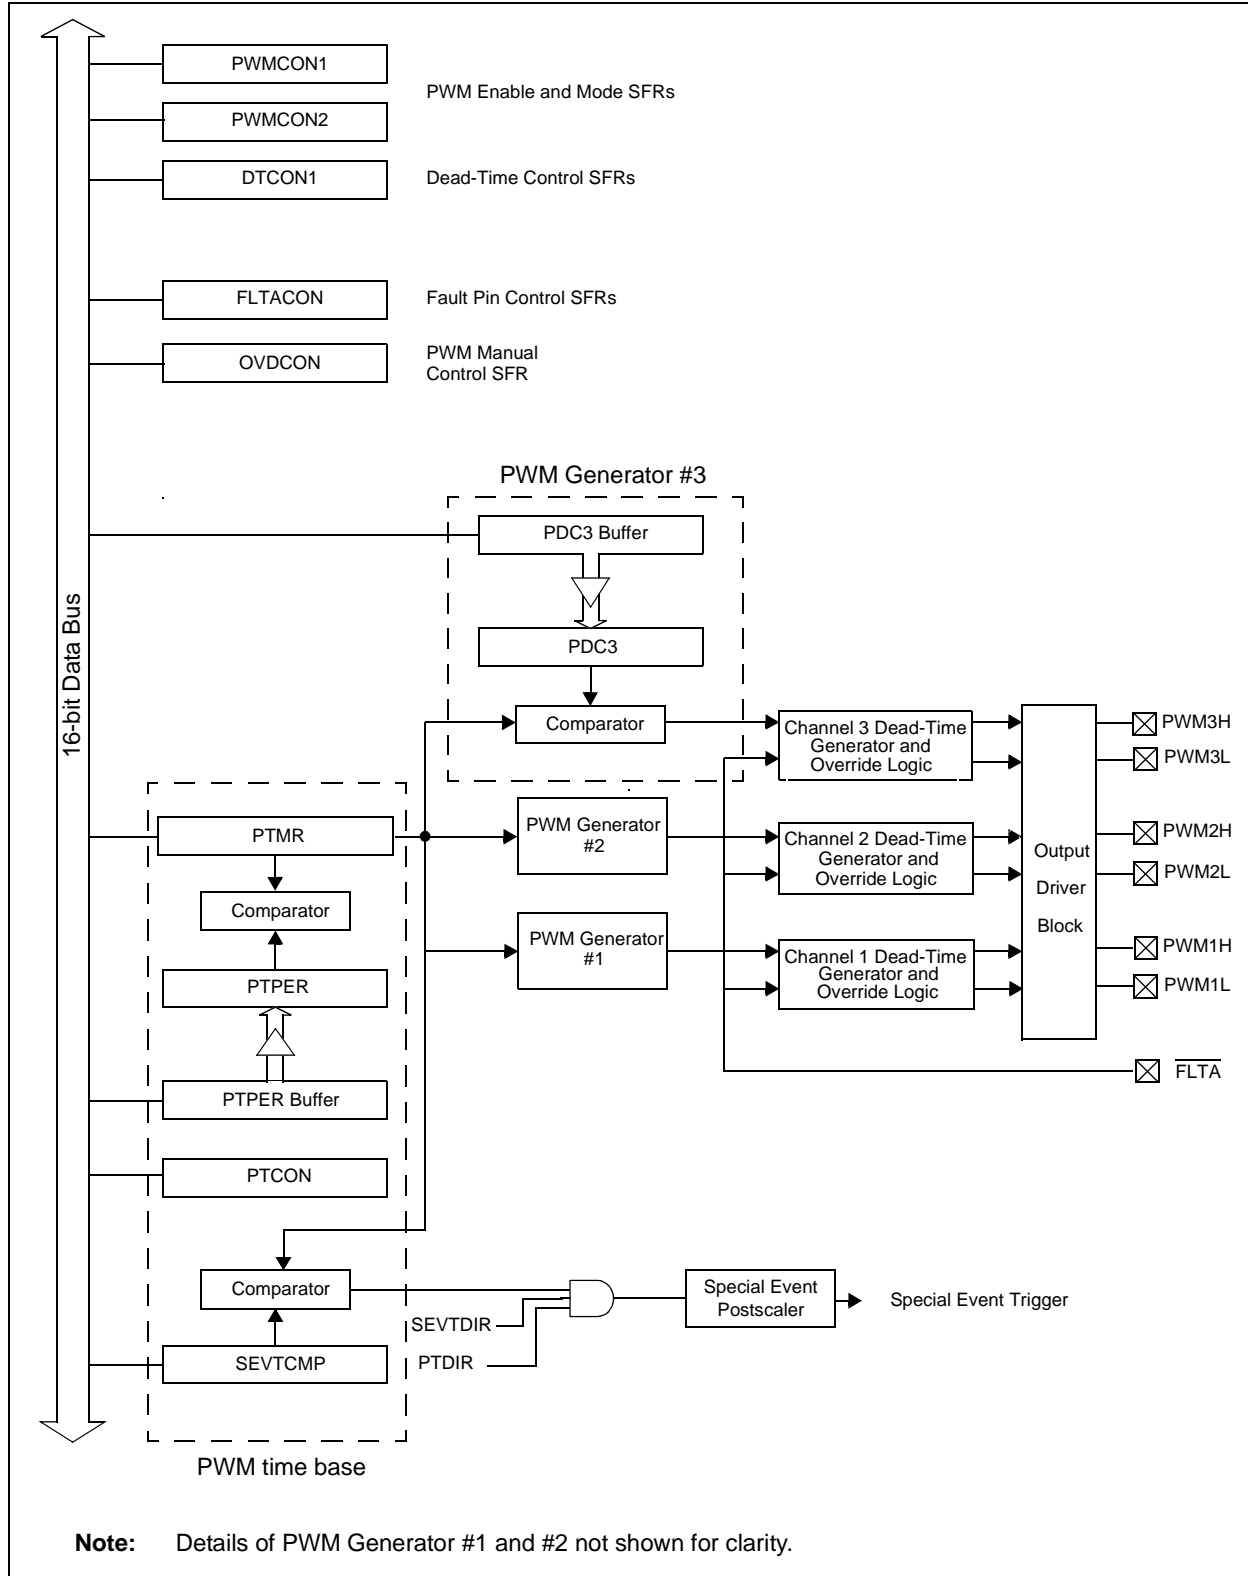 PWMCON1
PWM Enable and Mode SFRs
PWMCON2
DTCON1
Dead-Time Control SFRs
FLTACON
Fault Pin Control SFRs
OVDCON
PWM Manual
Control SFR
PWM Generator #3
PDC3 Buffer
16-bit Data Bus
PDC3
Comparator
Channel 3 Dead-Time
Generator and
Override Logic
PWM3H
PWM3L
PTMR
PWM Generator
#2
Channel 2 Dead-Time
Generator and
Override Logic
PWM2H
PWM2L
Output
Driver
Block
Comparator
PWM Generator
#1
Channel 1 Dead-Time
Generator and
Override Logic
PWM1H
PWM1L
PTPER
FLTA
PTPER Buffer
PTCON
Comparator
Special Event
Postscaler
Special Event Trigger
SEVTDIR
SEVTCMP
PTDIR
PWM time base
Note: Details of PWM Generator #1 and #2 not shown for clarity.